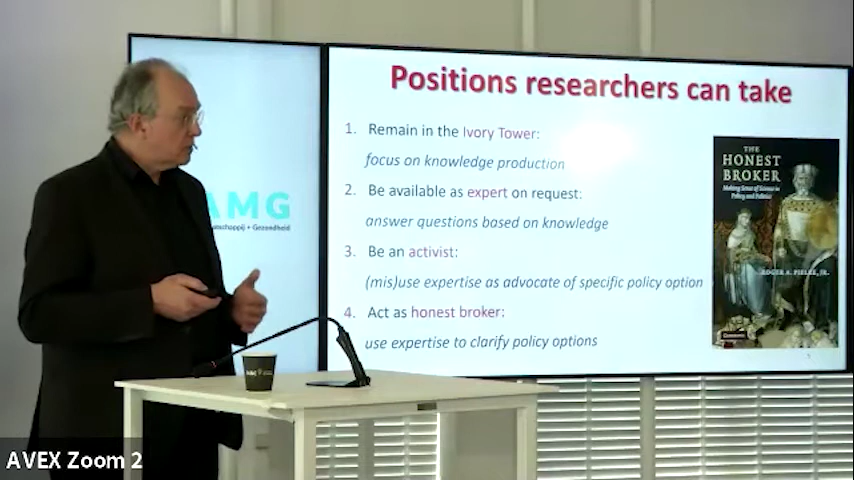 Positions researchers can take
1. Remain in the Ivory Tower:
focus on knowledge production
2. Be available as expert on request:
answer questions based on knowledge
3. Be an activist:
(mis)use expertise as advocate of specific policy option
4. Act as honest broker:
use expertise to clarify policy options
THE
HONEST
BROKER
Making Sense of Science in
Policy and Politics
ROGER A. PIELKE, JR.
AMG
+ Gezondheid
AVEX Zoom 2